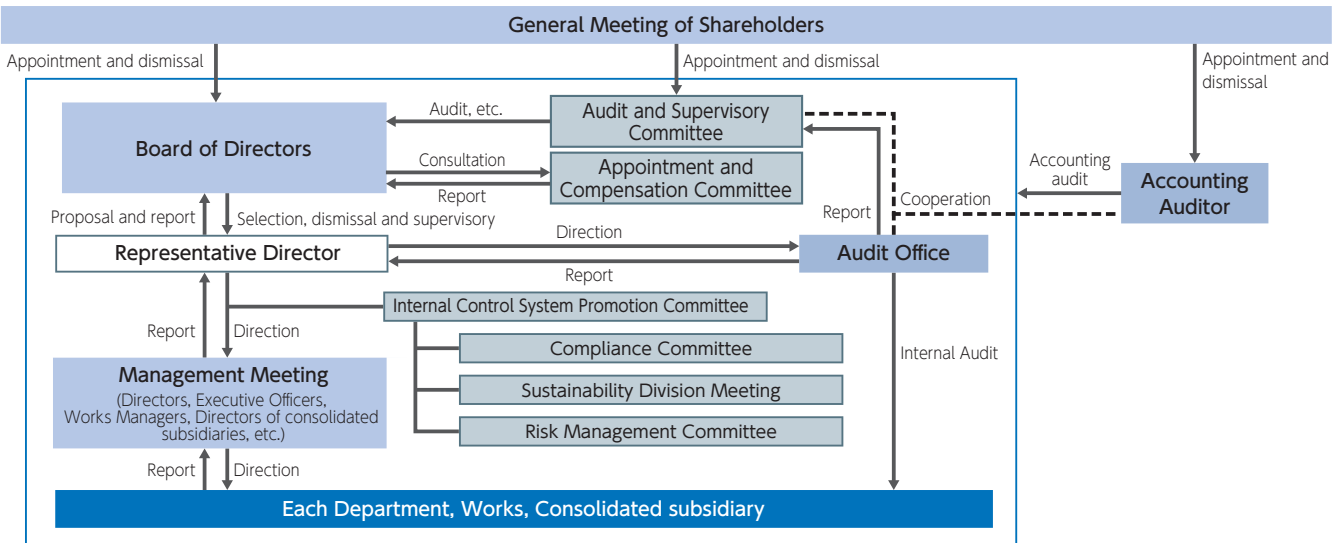 General Meeting of Shareholders
Appointment and dismissal
Appointment and dismissal
Appointment and
dismissal
Board of Directors
Audit, etc.
Audit and Supervisory
Committee
Consultation
Report
Appointment and
Compensation Committee
Accounting
audit
Accounting
Auditor
Proposal and report
Selection, dismissal and supervisory
Report
Cooperation
Representative Director
Direction
Report
Audit Office
Internal Control System Promotion Committee
Report
Direction
Compliance Committee
Internal Audit
Management Meeting
(Directors, Executive Officers,
Works Managers, Directors of consolidated
subsidiaries, etc.)
Sustainability Division Meeting
Risk Management Committee
Report
Direction
Each Department, Works, Consolidated subsidiary